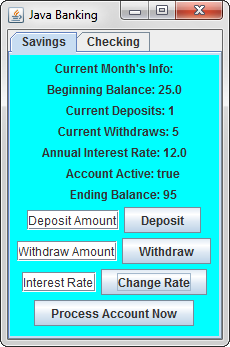 Java Banking
Savings Checking
Current Month's Info:
Beginning Balance: 25.0
Current Deposits: 1
Current Withdraws: 5
Annual Interest Rate: 12.0
Account Active: true
Ending Balance: 95
Deposit Amount Deposit
Withdraw Amount Withdraw
Interest Rate Change Rate
Process Account Now